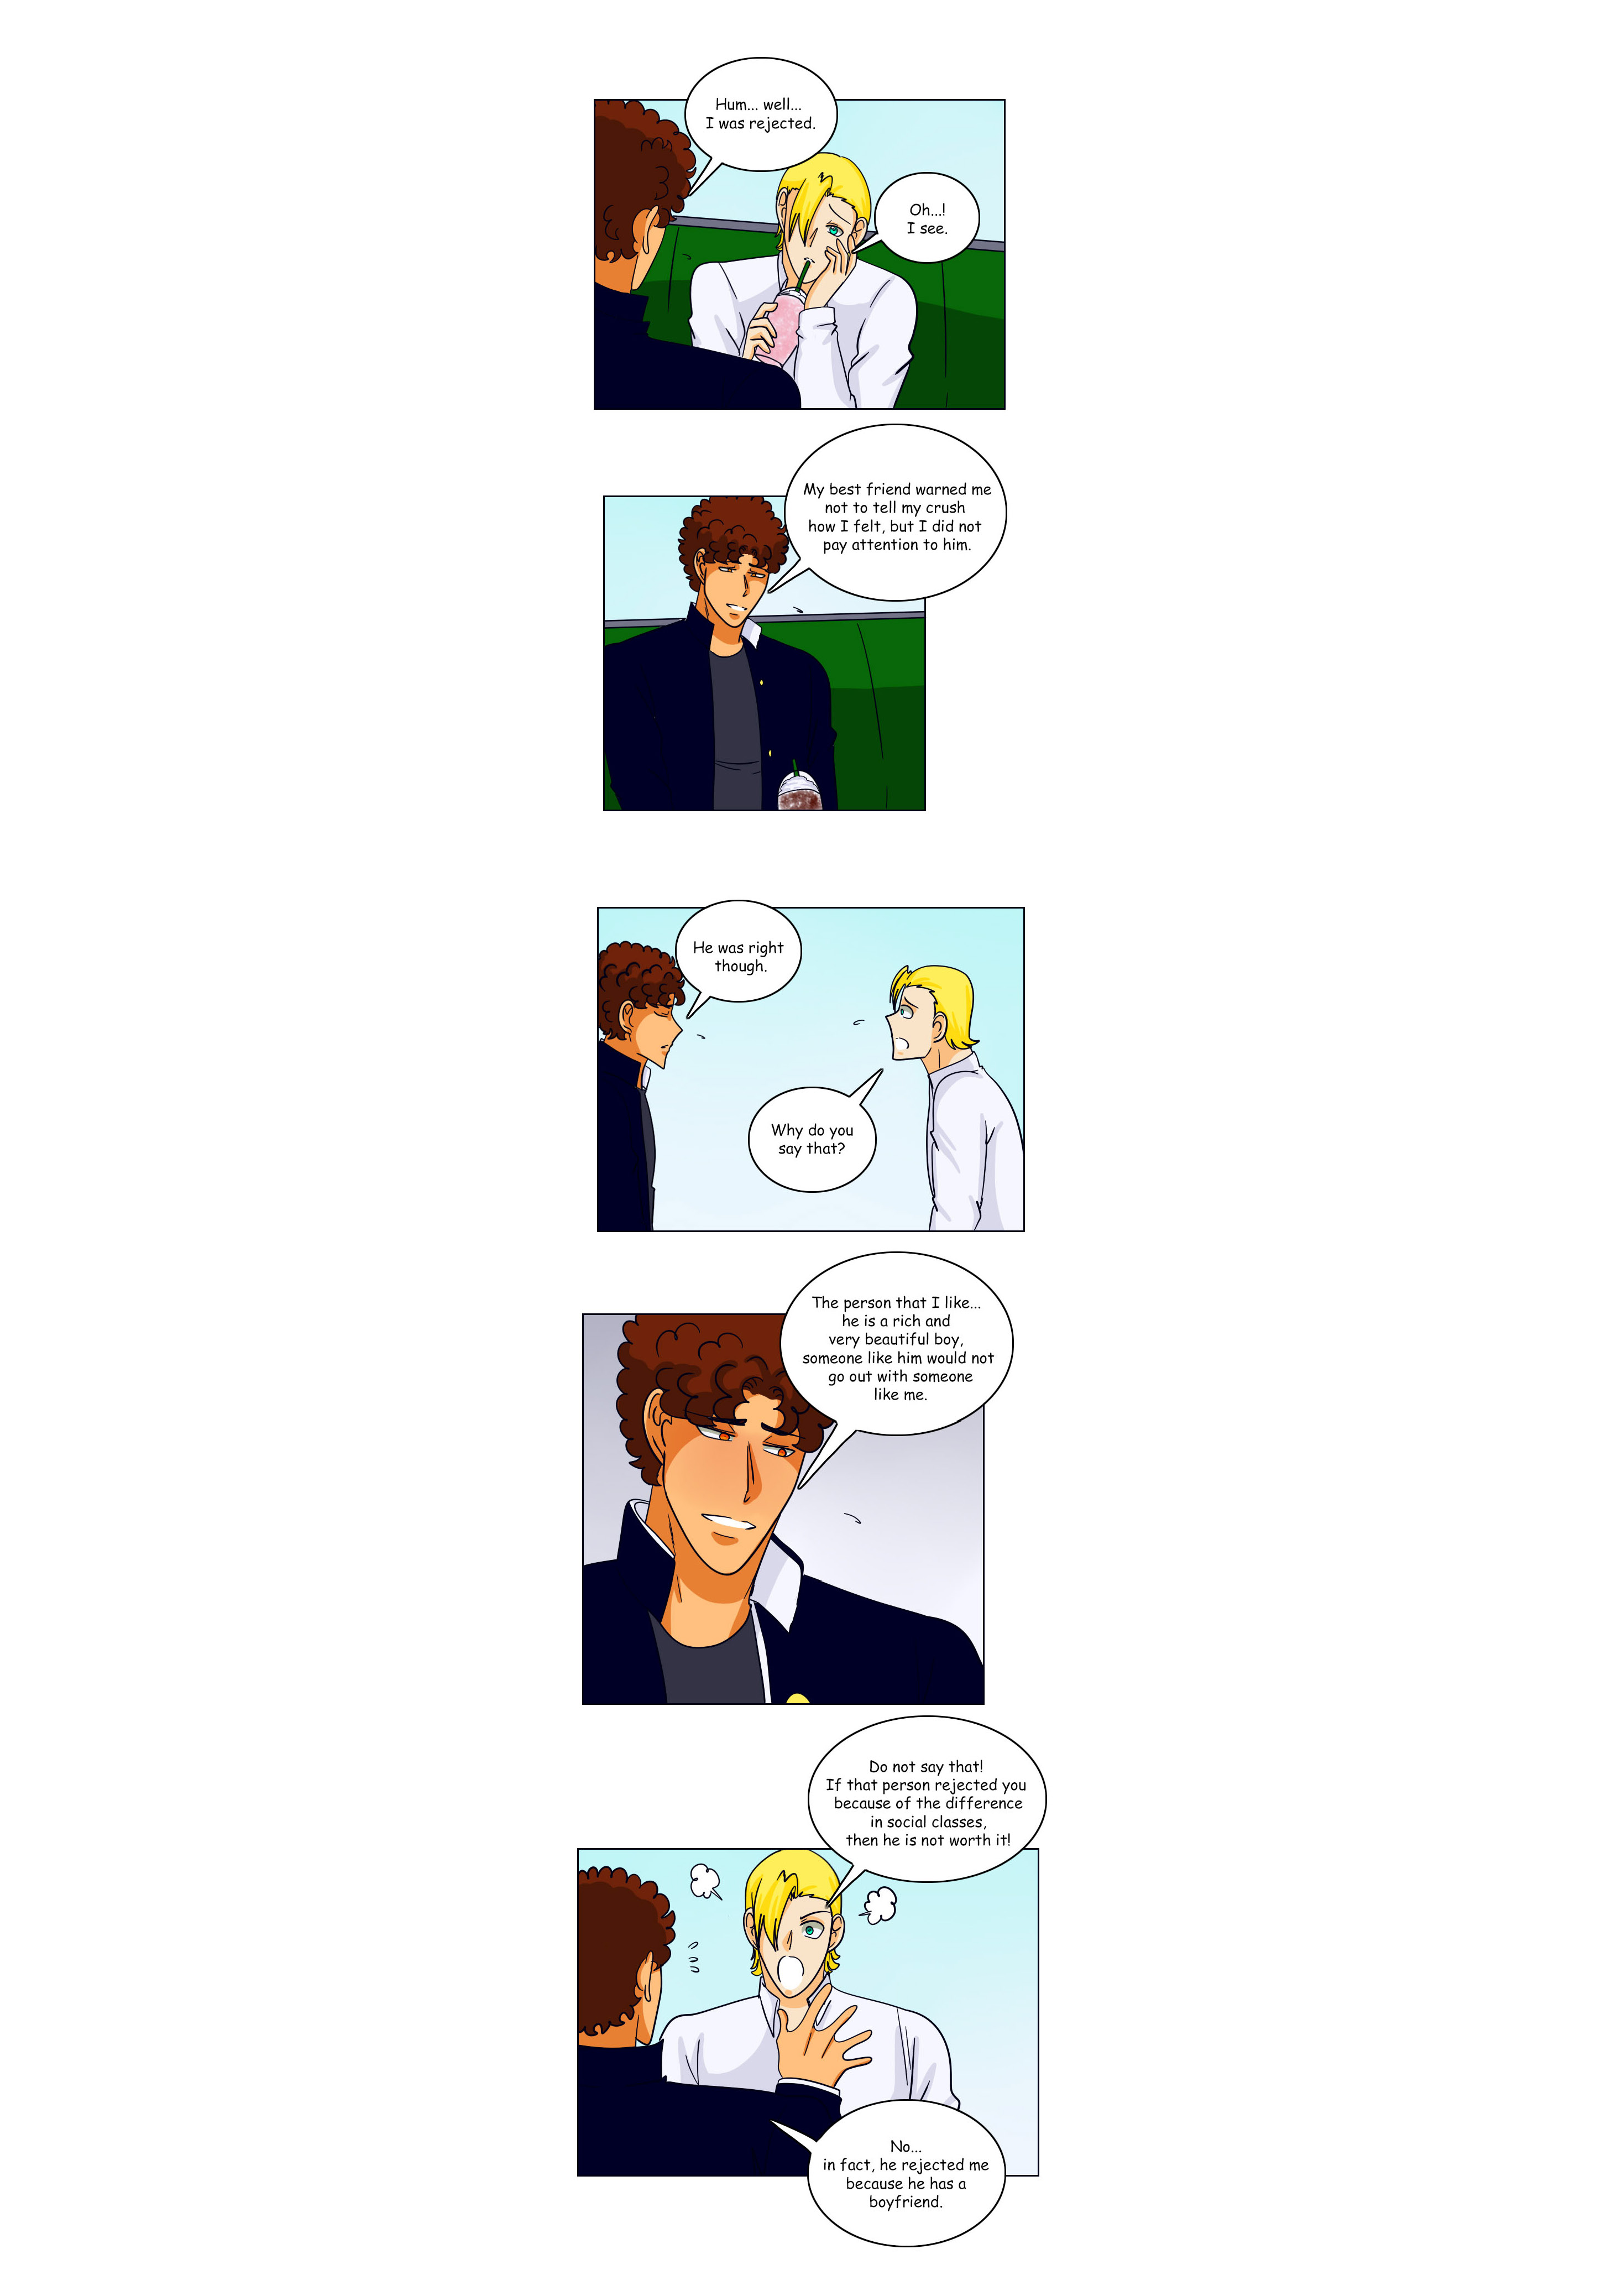 Hum... well...
I was rejected.
Oh...!
I see.
My best friend warned me
not to tell my crush
how I felt, but I did not
pay attention to him.
He was right
though.
Why do you
say that?
The person that I like...
he is a rich and
very beautiful boy,
someone like him would not
go out with someone
like me.
Do not say that!
If that person rejected you
because of the difference
in social classes,
then he is not worth it!
No...
in fact, he rejected me
because he has a
boyfriend.